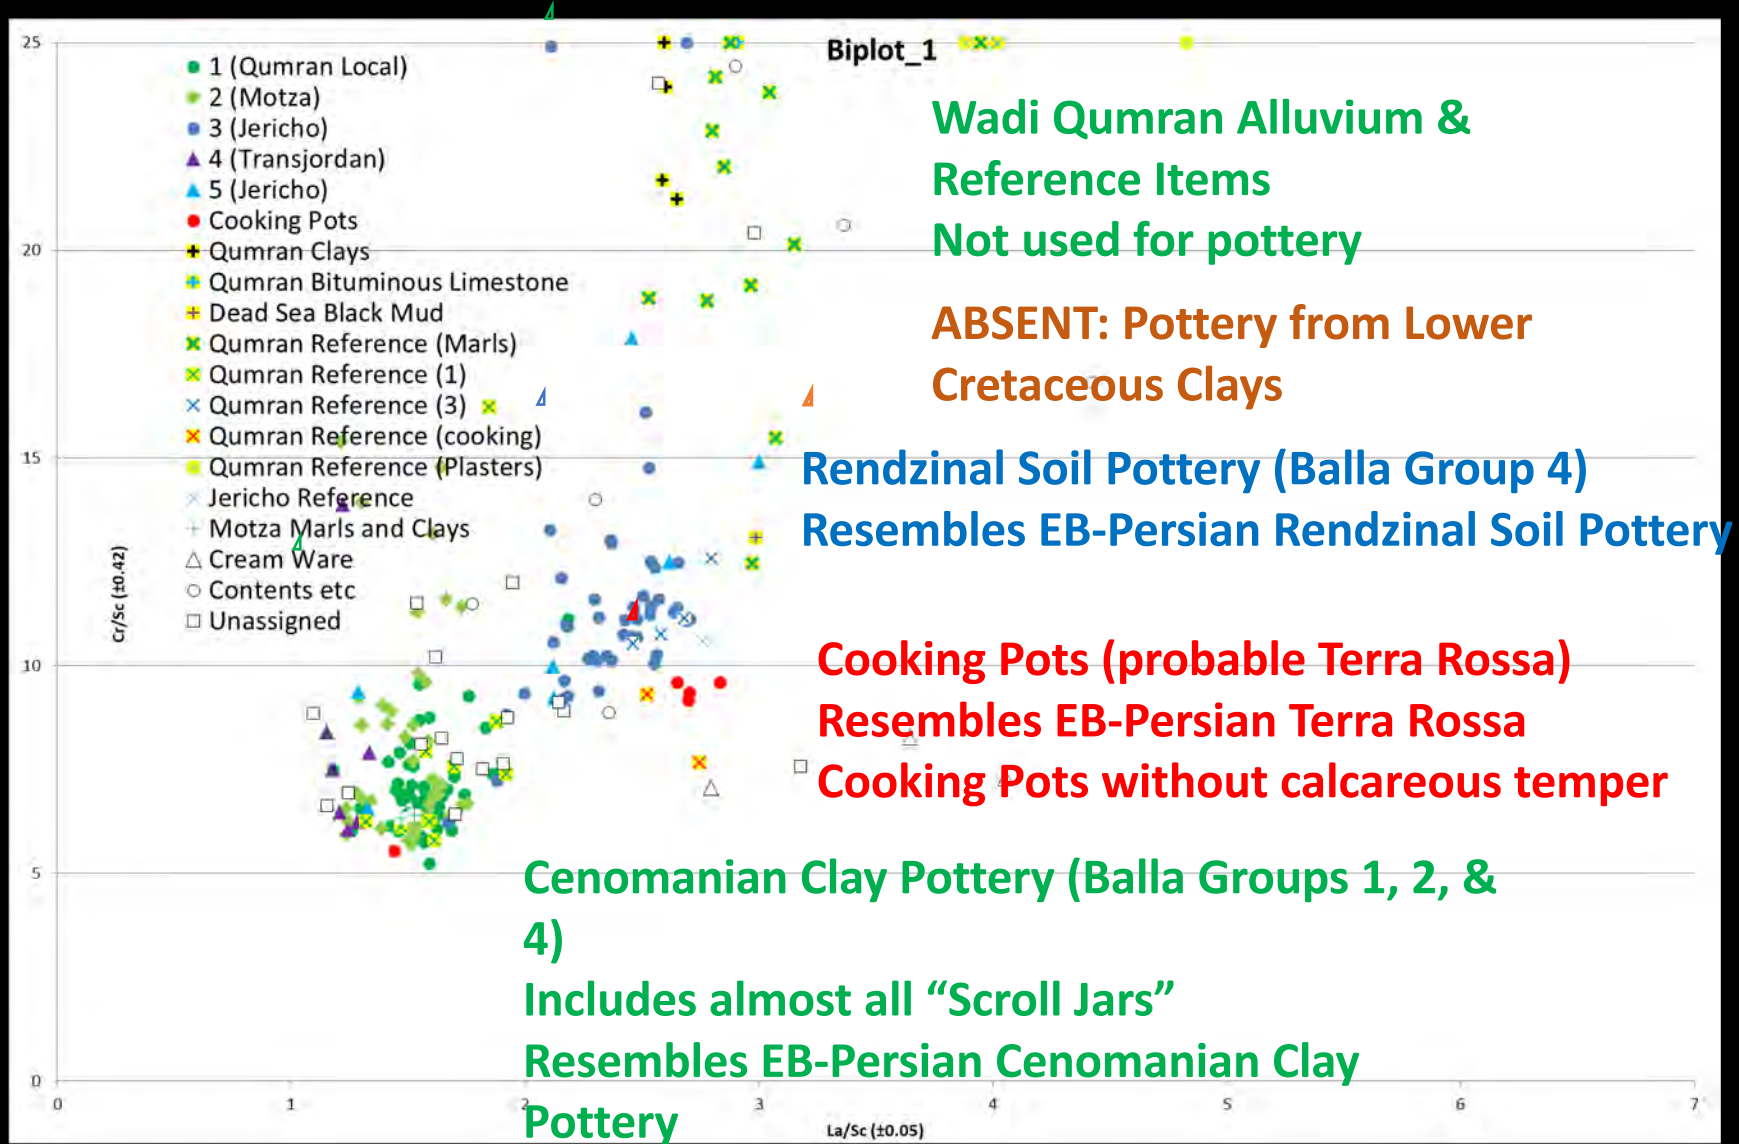 Biplot_1
25
20
15
10
5
0
0
1
2
3
4
5
6
7
Cr/Sc (±0.42)
La/Sc (±0.05)
1 (Qumran Local)
2 (Motza)
3 (Jericho)
4 (Transjordan)
5 (Jericho)
Cooking Pots
Qumran Clays
Qumran Bituminous Limestone
Dead Sea Black Mud
Qumran Reference (Marls)
Qumran Reference (1)
Qumran Reference (3)
Qumran Reference (cooking)
Qumran Reference (Plasters)
Jericho Reference
Motza Marls and Clays
Cream Ware
Contents etc
Unassigned
Wadi Qumran Alluvium &
Reference Items
Not used for pottery
ABSENT: Pottery from Lower
Cretaceous Clays
Rendzinal Soil Pottery (Balla Group 4)
Resembles EB-Persian Rendzinal Soil Pottery
Cooking Pots (probable Terra Rossa)
Resembles EB-Persian Terra Rossa
Cooking Pots without calcareous temper
Cenomanian Clay Pottery (Balla Groups 1, 2, &
4)
Includes almost all “Scroll Jars”
Resembles EB-Persian Cenomanian Clay
Pottery